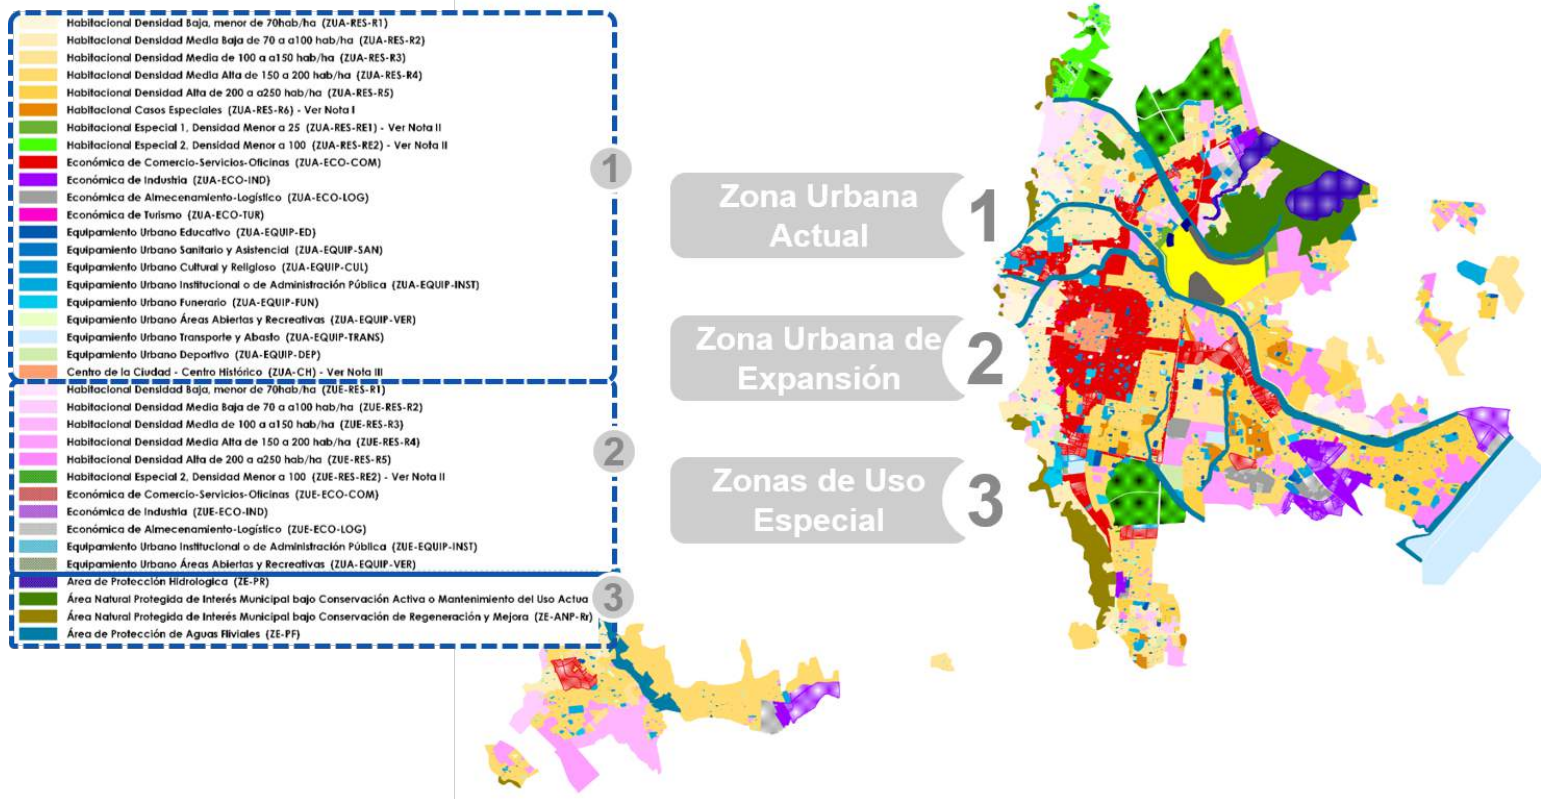 Habitacional Densidad Baja, menor de 70hab/ha (ZUA-RES-R1)
Habitacional Densidad Media Baja de 70 a a100 hab/ha (ZUA-RES-R2)
Habitacional Densidad Media de 100 a a150 hab/ha (ZUA-RES-R3)
Habitacional Densidad Media Alta de 150 a 200 hab/ha (ZUA-RES-R4)
Habitacional Densidad Alta de 200 a a250 hab/ha (ZUA-RES-R5)
Habitacional Casos Especiales (ZUA-RES-R6) - Ver Nota I
Habitacional Especial 1, Densidad Menor a 25 (ZUA-RES-RE1) - Ver Nota II
Habitacional Especial 2, Densidad Menor a 100 (ZUA-RES-RE2) - Ver Nota II
Económica de Comercio-Servicios-Oficinas (ZUA-ECO-COM)
Económica de Industria (ZUA-ECO-IND)
Económica de Almecenamiento-Logístico (ZUA-ECO-LOG)
Económica de Turismo (ZUA-ECO-TUR)
Equipamiento Urbano Educativo (ZUA-EQUIP-ED)
Equipamiento Urbano Sanitario y Asistencial (ZUA-EQUIP-SAN)
Equipamiento Urbano Cultural y Religioso (ZUA-EQUIP-CUL)
Equipamiento Urbano Institucional o de Administración Pública (ZUA-EQUIP-INST)
Equipamiento Urbano Funerario (ZUA-EQUIP-FUN)
Equipamiento Urbano Áreas Abiertas y Recreativas (ZUA-EQUIP-VER)
Equipamiento Urbano Transporte y Abasto (ZUA-EQUIP-TRANS)
Equipamiento Urbano Deportivo (ZUA-EQUIP-DEP)
Centro de la Ciudad - Centro Histórico (ZUA-CH) - Ver Nota III
1
Habitacional Densidad Baja, menor de 70hab/ha (ZUE-RES-R1)
Habitacional Densidad Media Baja de 70 a a100 hab/ha (ZUE-RES-R2)
Habitacional Densidad Media de 100 a a150 hab/ha (ZUE-RES-R3)
Habitacional Densidad Media Alta de 150 a 200 hab/ha (ZUE-RES-R4)
Habitacional Densidad Alta de 200 a a250 hab/ha (ZUE-RES-R5)
Habitacional Especial 2, Densidad Menor a 100 (ZUE-RES-RE2) - Ver Nota II
Económica de Comercio-Servicios-Oficinas (ZUE-ECO-COM)
Económica de Industria (ZUE-ECO-IND)
Económica de Almecenamiento-Logístico (ZUE-ECO-LOG)
Equipamiento Urbano Institucional o de Administración Pública (ZUE-EQUIP-INST)
Equipamiento Urbano Áreas Abiertas y Recreativas (ZUA-EQUIP-VER)
2
Area de Protección Hidrologica (ZE-PR)
Área Natural Protegida de Interés Municipal bajo Conservación Activa o Mantenimiento del Uso Actua
Área Natural Protegida de Interés Municipal bajo Conservación de Regeneración y Mejora (ZE-ANP-Rr)
Área de Protección de Aguas Fliviales (ZE-PF)
3
Zona Urbana
Actual
1
Zona Urbana de
Expansión
2
Zonas de Uso
Especial
3